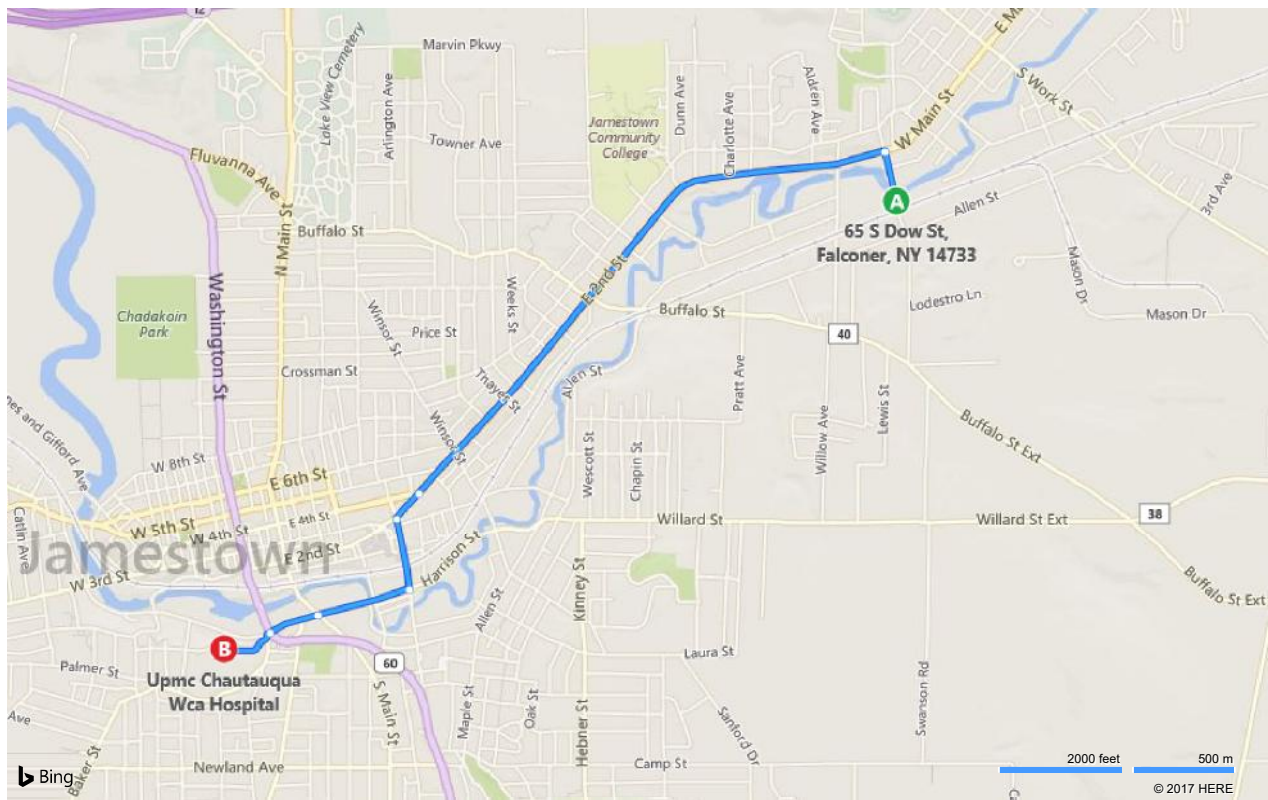 12
Marvin Pkwy
E Ma
Lake View Cemetery
Arlington Ave
Dunn Ave
Charlotte Ave
Aldren Ave
S Work St
W Main St
Jamestown
Community
College
Towner Ave
Fluvanna Ave
N Main St
Buffalo St
A
65 S Dow St,
Falconer, NY 14733
Allen St
3rd Ave
Mason Dr
Mason Dr
Lodestro Ln
E 2nd St
Buffalo St
40
Washington St
Chadakoin
Park
Winsor St
Price St
Weeks St
Crossman St
Thayer St
Allen St
Pratt Ave
Willow Ave
Lewis St
Buffalo St Ext
nes and Gifford Ave
Winsor St
Wescott St
Chapin St
W 8th St
E 6th St
W 5th St
W 4th St
E 4th St
E 2nd St
Catlin Ave
Jamestown
W 3rd St
Harrison St
Willard St
Willard St Ext
38
Buffalo St Ext
Kinney St
Allen St
B
Upmc Chautauqua
Wca Hospital
Palmer St
60
S Main St
Laura St
Swanson Rd
Maple St
Oak St
Hebner St
Sanford Dr
Ave
Baker St
Newland Ave
Camp St
Bing
2000 feet
500 m
© 2017 HERE